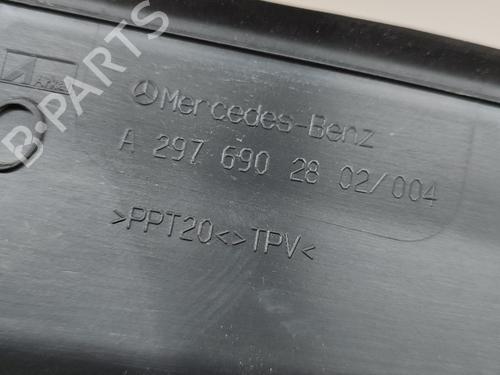 B-PARTS
Mercedes-Benz
A 297 690 28 02/004
>PPT20<>TPV<